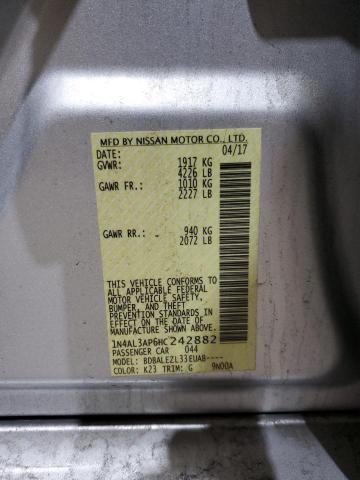 MFD BY NISSAN MOTOR CO., LTD.
DATE: 04/17
GVWR: 1917 KG
4226 LB
GAWR FR.: 1010 KG
2227 LB
GAWR RR.: 940 KG
2072 LB
THIS VEHICLE CONFORMS TO
ALL APPLICABLE FEDERAL
MOTOR VEHICLE SAFETY,
BUMPER, AND THEFT
PREVENTION STANDARDS IN
EFFECT ON THE DATE OF
MANUFACTURE SHOWN ABOVE.
1N4AL3AP6HC242882
PASSENGER CAR 044
MODEL: BDBALEZL33EUAB----
COLOR: K23 TRIM: G 9N00A